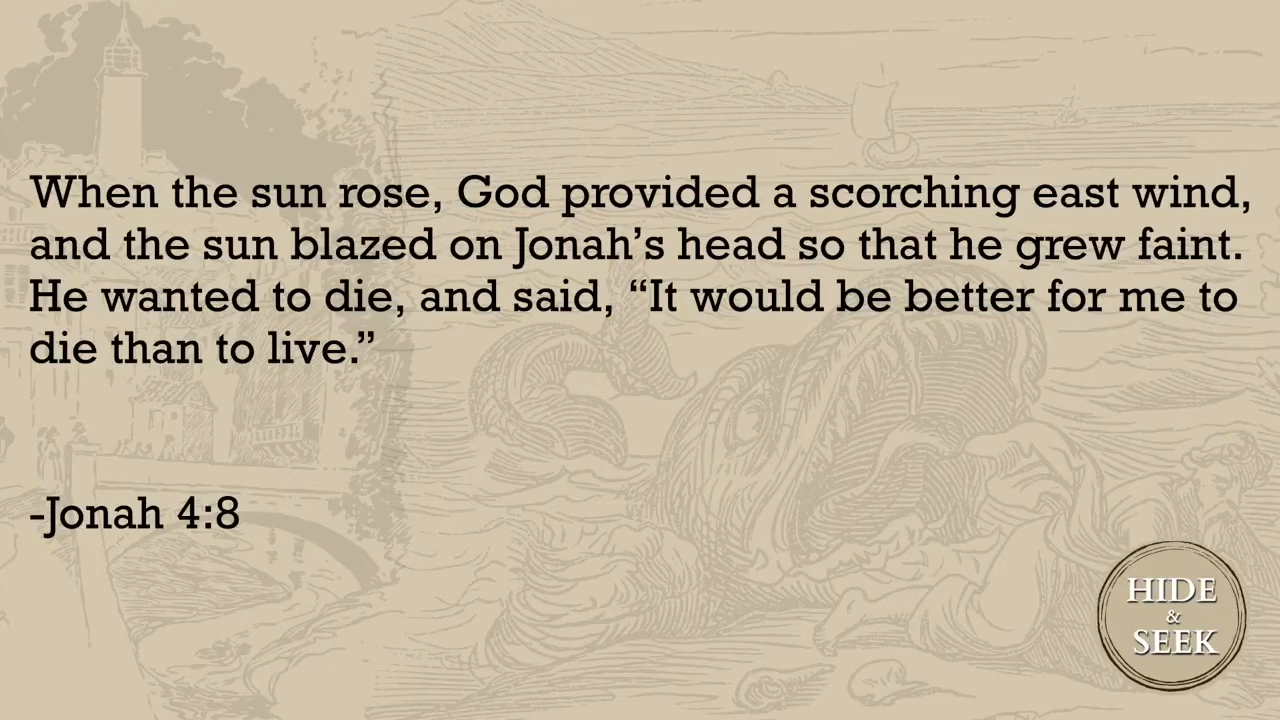 When the sun rose, God provided a scorching east wind,
and the sun blazed on Jonah’s head so that he grew faint.
He wanted to die, and said, “It would be better for me to
die than to live.”
-Jonah 4:8
HIDE
&
SEEK